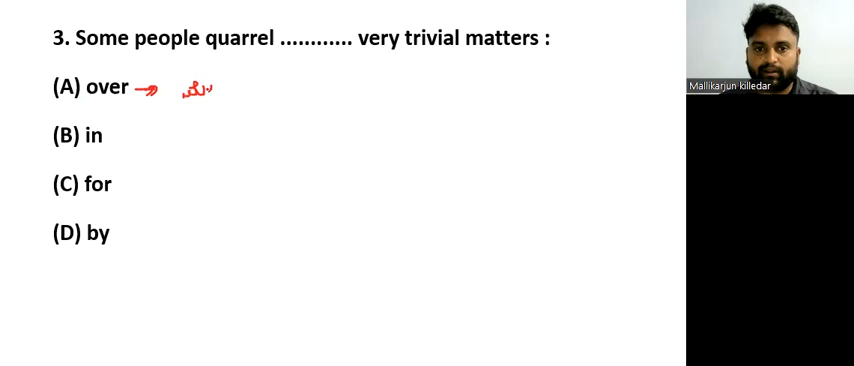 3. Some people quarrel ............ very trivial matters :
(A) over →
(B) in
(C) for
(D) by
Mallikarjun killedar